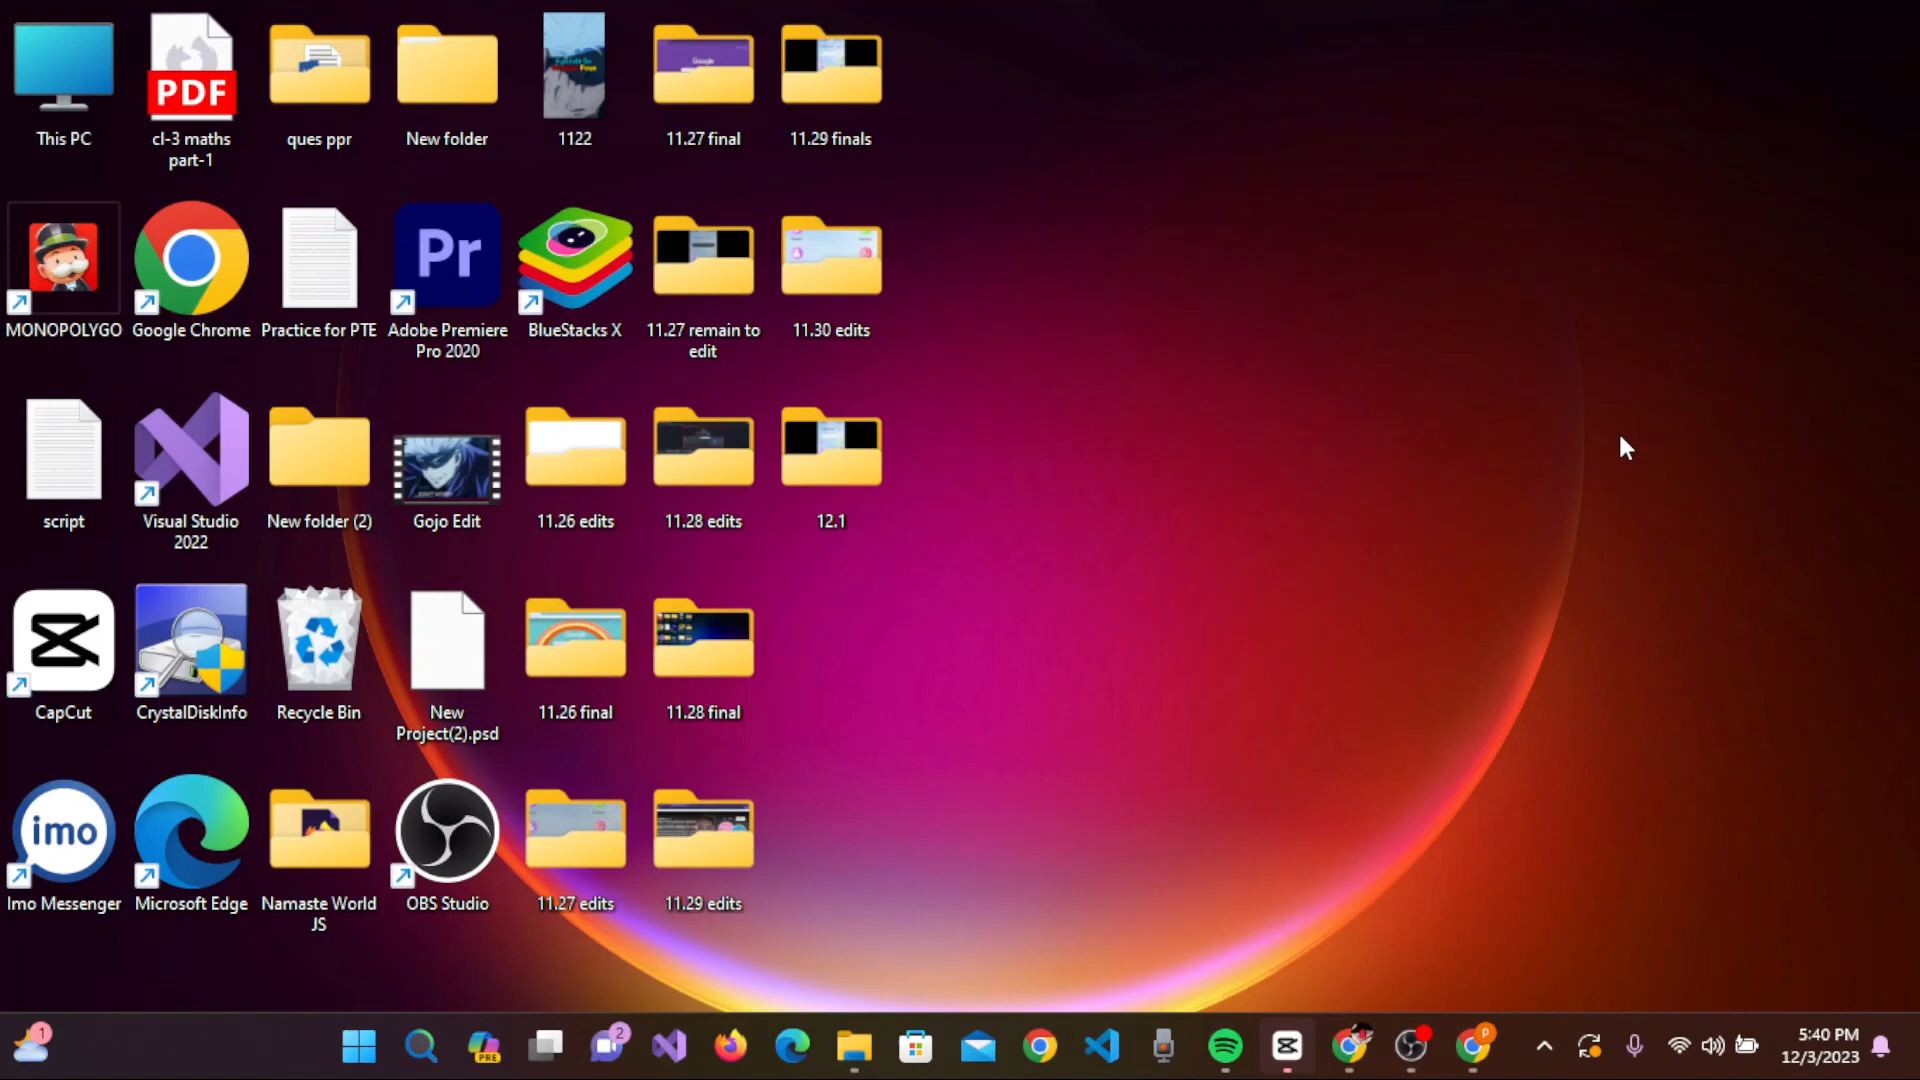 This PC
PDF
cl-3 maths
part-1
ques ppr
New folder
1122
Google
11.27 final
11.29 finals
MONOPOLYGO
Google Chrome
Practice for PTE
Pr
Adobe Premiere
Pro 2020
BlueStacks X
11.27 remain to
edit
11.30 edits
script
Visual Studio
2022
New folder (2)
Gojo Edit
11.26 edits
11.28 edits
12.1
CapCut
CrystalDiskInfo
Recycle Bin
New
Project(2).psd
11.26 final
11.28 final
imo
Imo Messenger
Microsoft Edge
Namaste World
JS
OBS Studio
11.27 edits
11.29 edits
1
PRE
2
P
5:40 PM
12/3/2023